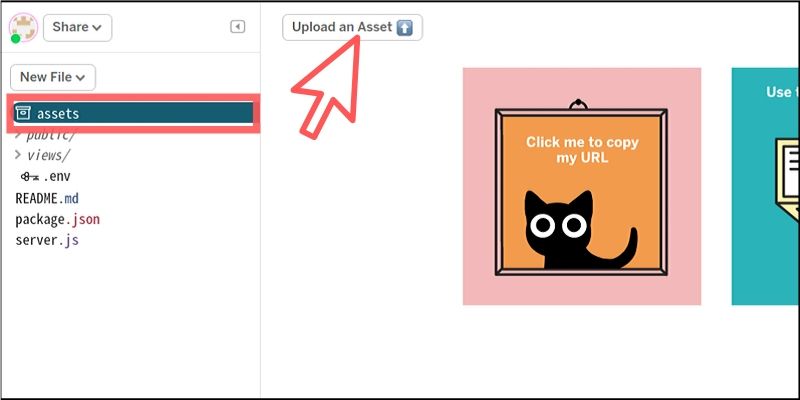 Share
Upload an Asset
New File
assets
public/
views/
.env
README.md
package.json
server.js
Click me to copy
my URL
Use t